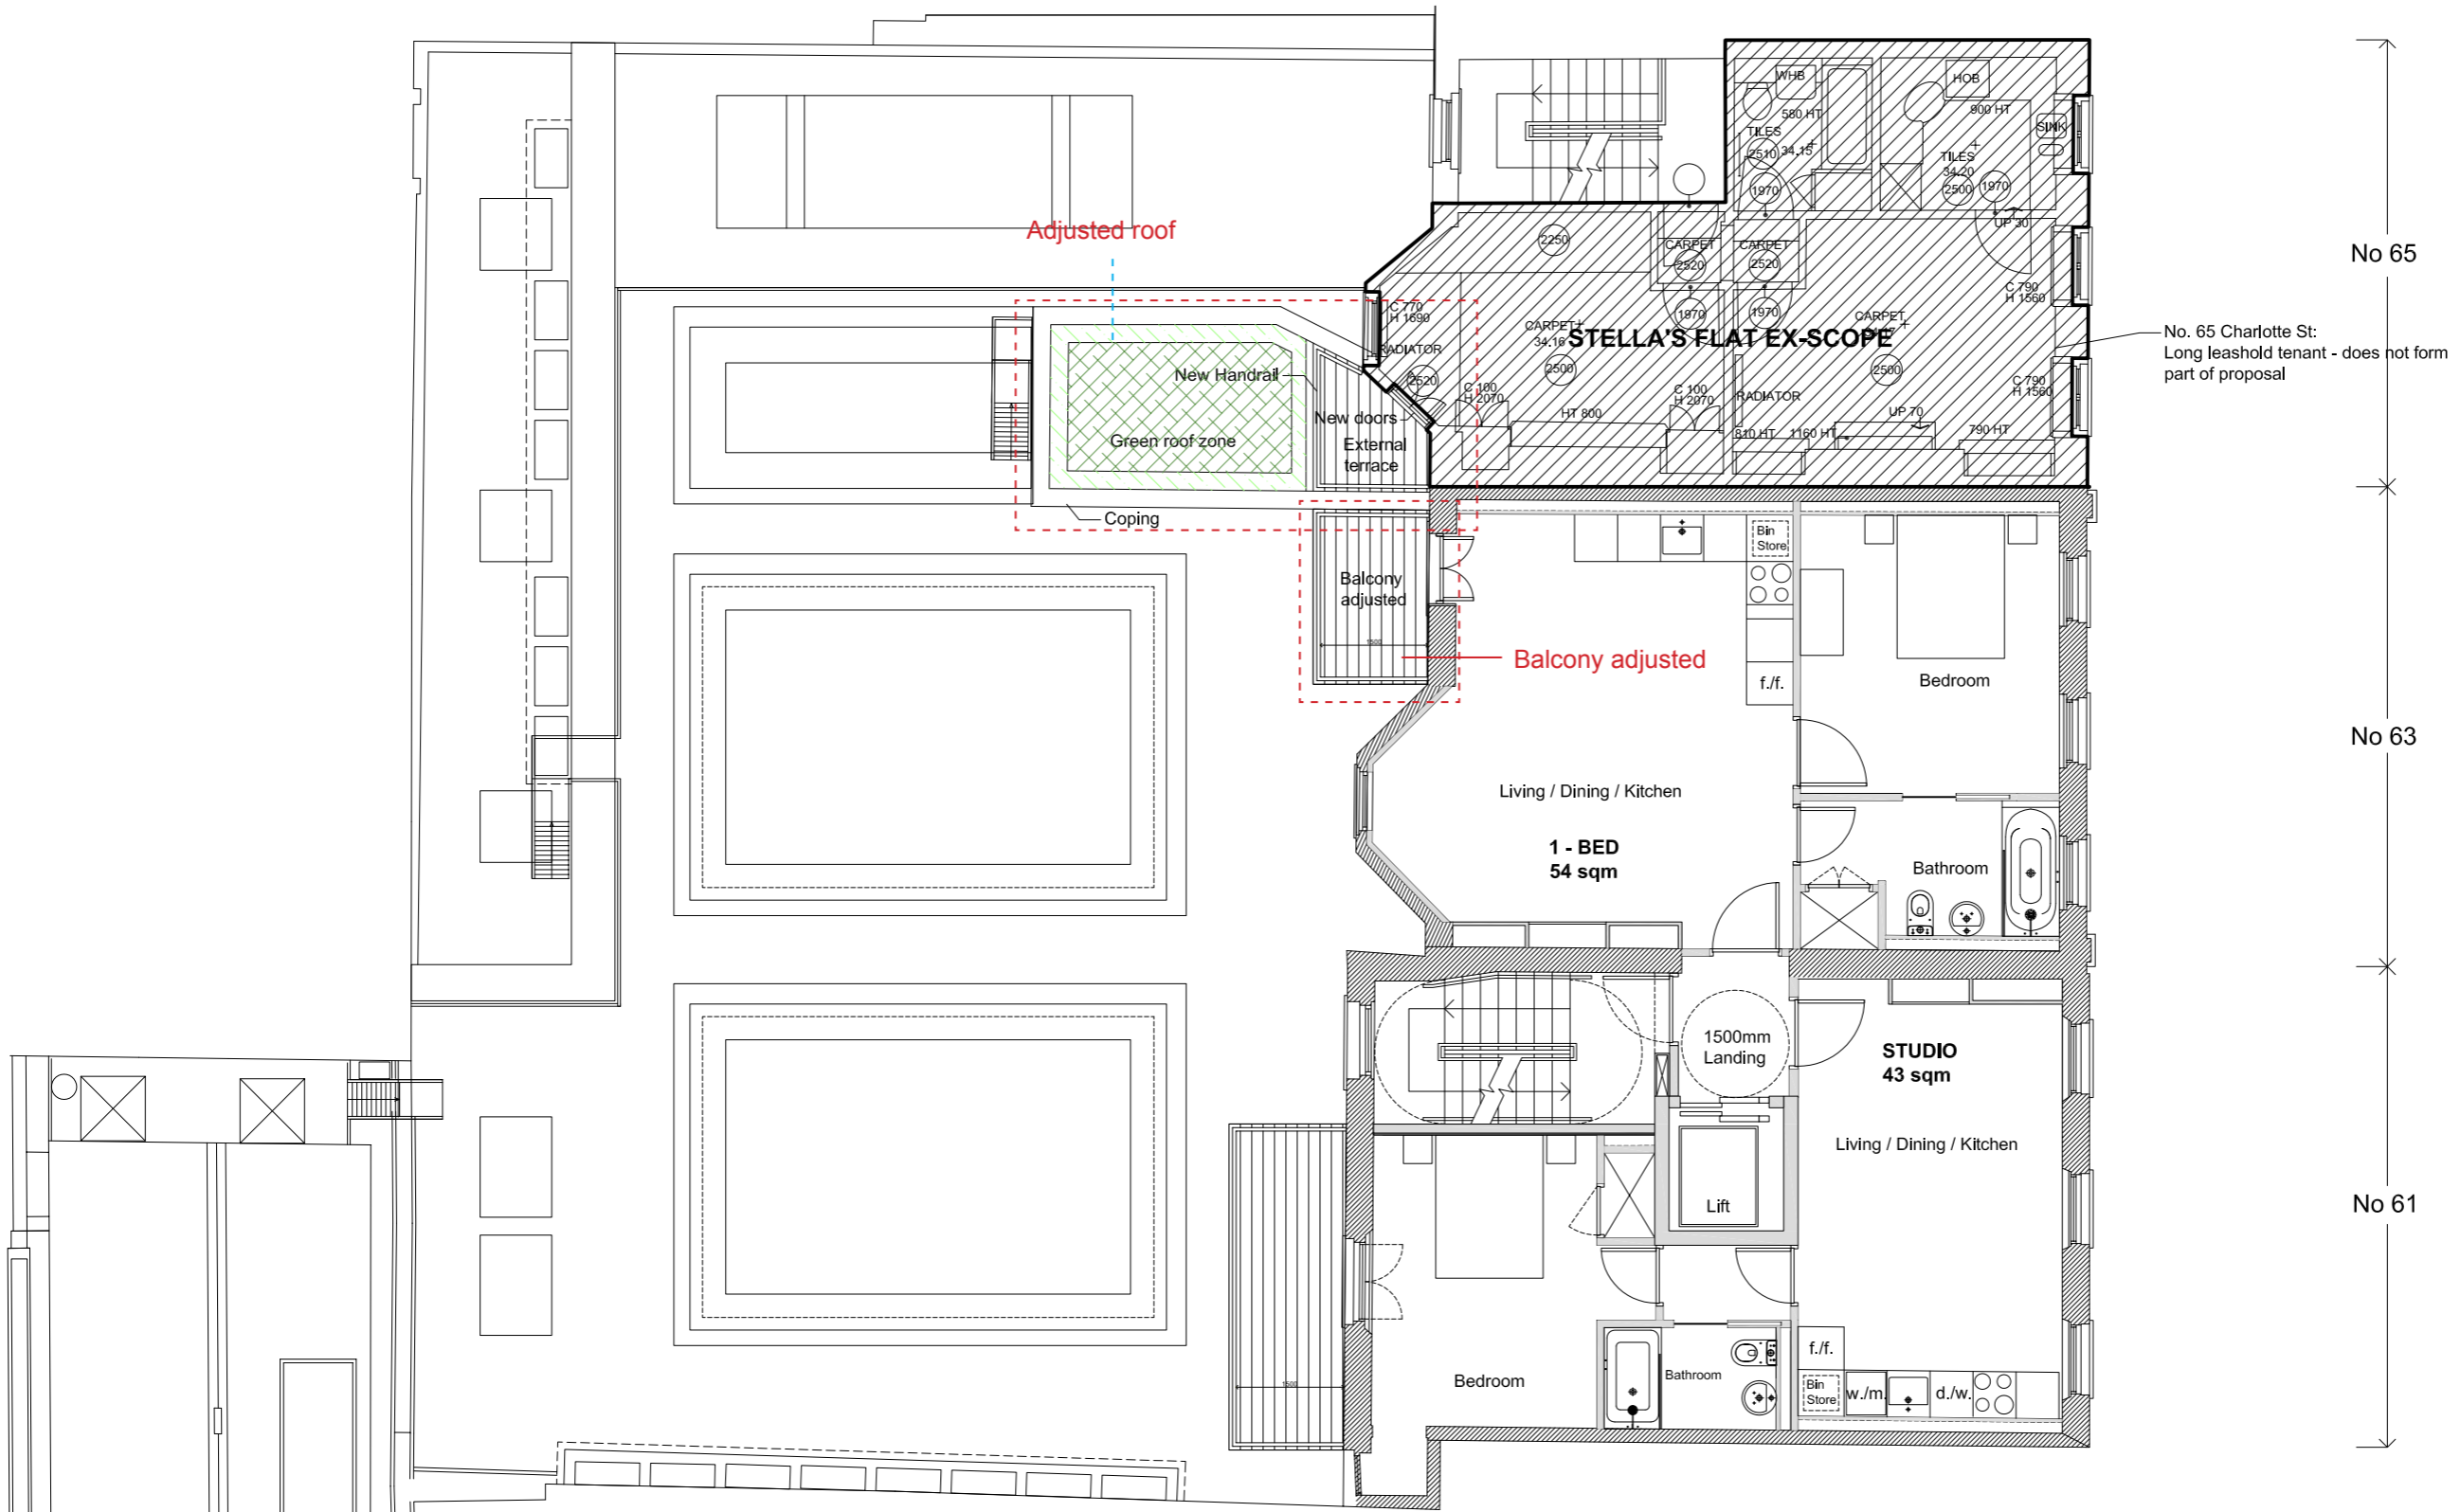 WHB
HOB
580 HT
900 HT
SINK
TILES
2510
34.15
TILES
34.20
2500
1970
1970
UP 30
No 65
Adjusted roof
2250
CARPET
2520
CARPET
2520
C 770
H 1690
1970
1970
C 790
H 1560
CARPET
34.16
CARPET
STELLA'S FLAT EX-SCOPE
No. 65 Charlotte St:
Long leashold tenant - does not form
part of proposal
RADIATOR
2520
2500
2500
New Handrail
C 100
H 2070
C 100
H 2070
RADIATOR
C 790
H 1560
New doors
HT 800
UP 70
810 HT
1160 HT
790 HT
Green roof zone
External
terrace
Coping
Bin
Store
Balcony
adjusted
1500
Balcony adjusted
f./f.
Bedroom
No 63
Living / Dining / Kitchen
1 - BED
54 sqm
Bathroom
1500mm
Landing
STUDIO
43 sqm
Living / Dining / Kitchen
Lift
No 61
f./f.
Bedroom
1500
Bathroom
Bin
Store
w./m.
d./w.